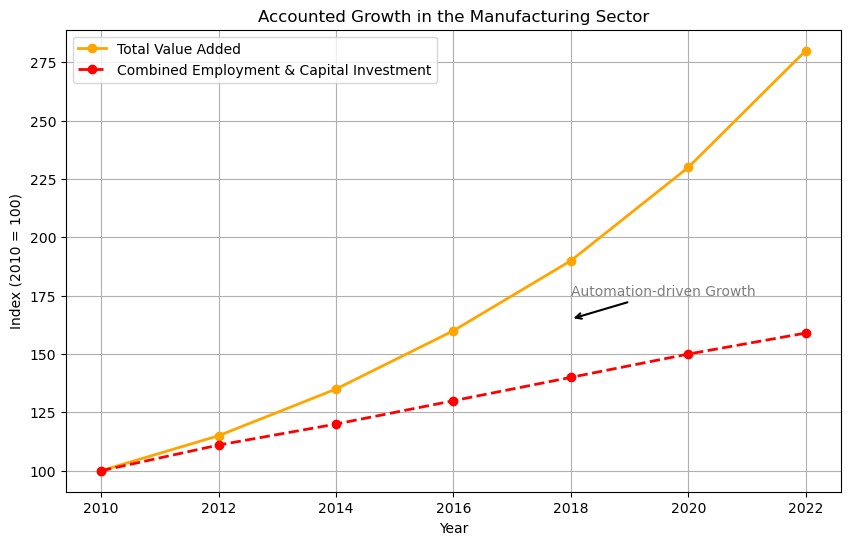 Accounted Growth in the Manufacturing Sector
Total Value Added
Combined Employment & Capital Investment
Index (2010 = 100)
275
250
225
200
175
150
125
100
Automation-driven Growth
2010
2012
2014
2016
2018
2020
2022
Year